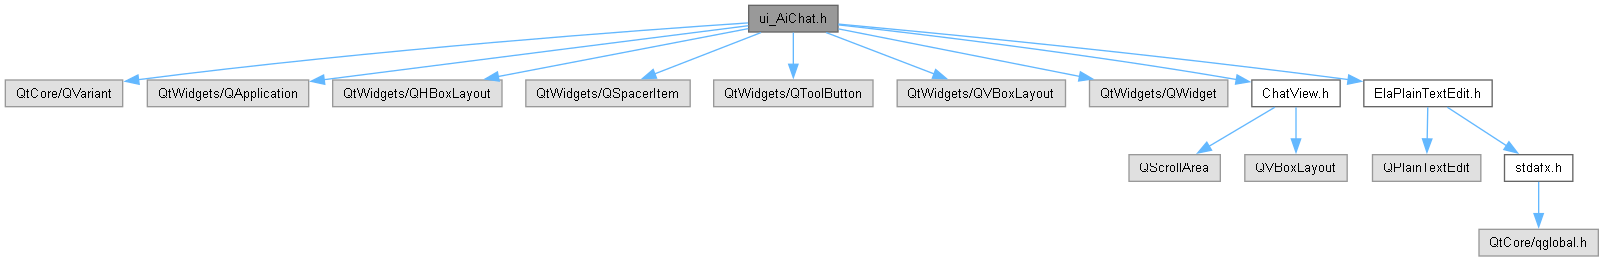 ui_AiChat.h
QtCore/QVariant
QtWidgets/QApplication
QtWidgets/QHBoxLayout
QtWidgets/QSpacerItem
QtWidgets/QToolButton
QtWidgets/QVBoxLayout
QtWidgets/QWidget
ChatView.h
ElaPlainTextEdit.h
QScrollArea
QVBoxLayout
QPlainTextEdit
stdafx.h
QtCore/qglobal.h